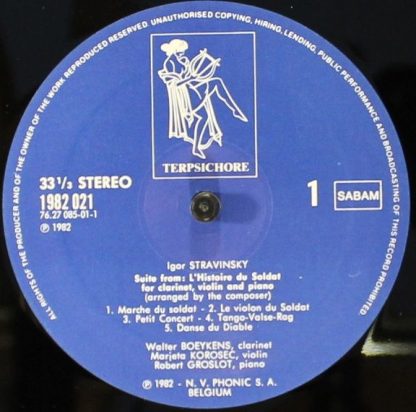 ALL RIGHTS OF THE PRODUCER AND OF THE OWNER OF THE WORK REPRODUCED RESERVED. UNAUTHORISED COPYING, HIRING, LENDING, PUBLIC PERFORMANCE AND BROADCASTING OF THIS RECORD PROHIBITED
TERPSICHORE
33 1/3 STEREO
1982 021
76.27 085-01-1
℗ 1982
1
SABAM
Igor STRAVINSKY
Suite from: L'Histoire du Soldat
for clarinet, violin and piano
(arranged by the composer)
1. Marche du soldat - 2. Le violon du Soldat
3. Petit Concert - 4. Tango-Valse-Rag
5. Danse du Diable
Walter BOEYKENS, clarinet
Marjeta KOROSEC, violin
Robert GROSLOT, piano
℗ 1982 - N. V. PHONIC S. A.
BELGIUM